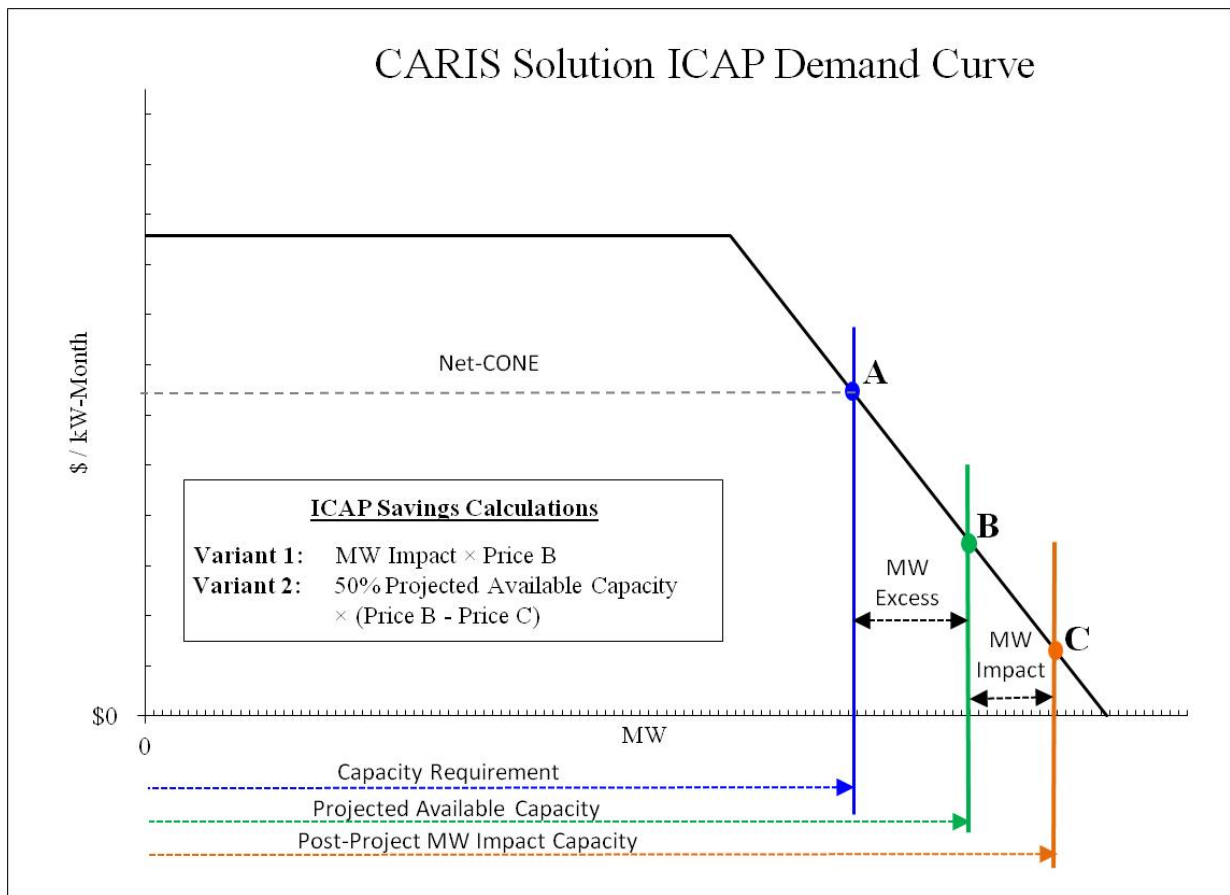 CARIS Solution ICAP Demand Curve
$ / kW-Month
Net-CONE
A
ICAP Savings Calculations
Variant 1: MW Impact × Price B
Variant 2: 50% Projected Available Capacity
× (Price B - Price C)
B
MW
Excess
C
MW
Impact
$0
0
MW
Capacity Requirement
Projected Available Capacity
Post-Project MW Impact Capacity